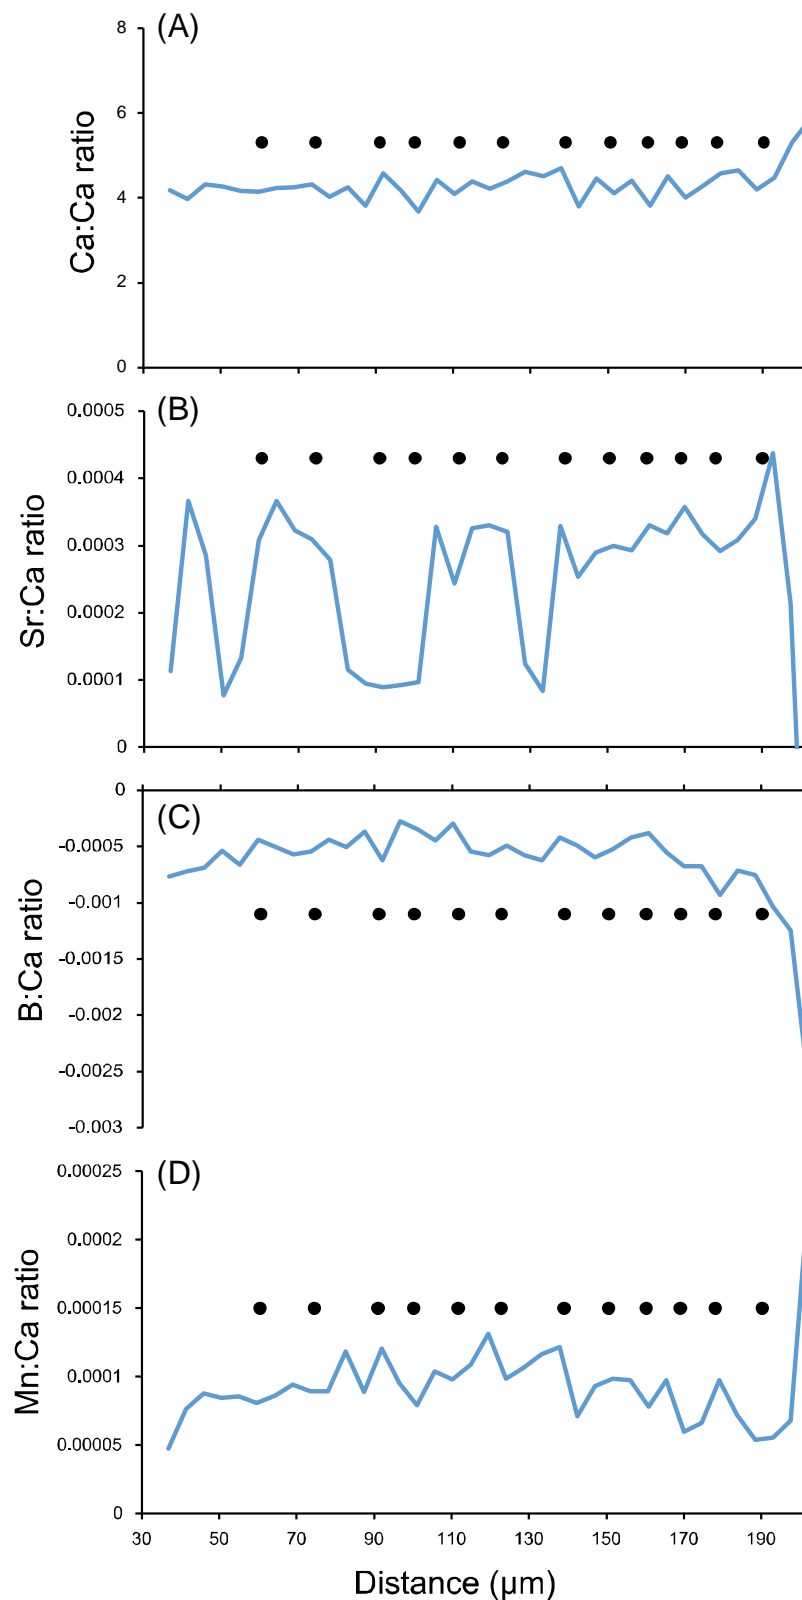 (A)
8
6
4
2
0
Ca:Ca ratio
(B)
0.0005
0.0004
0.0003
0.0002
0.0001
0
Sr:Ca ratio
(C)
0
-0.0005
-0.001
-0.0015
-0.002
-0.0025
-0.003
B:Ca ratio
(D)
0.00025
0.0002
0.00015
0.0001
0.00005
0
Mn:Ca ratio
30 50 70 90 110 130 150 170 190
Distance (µm)